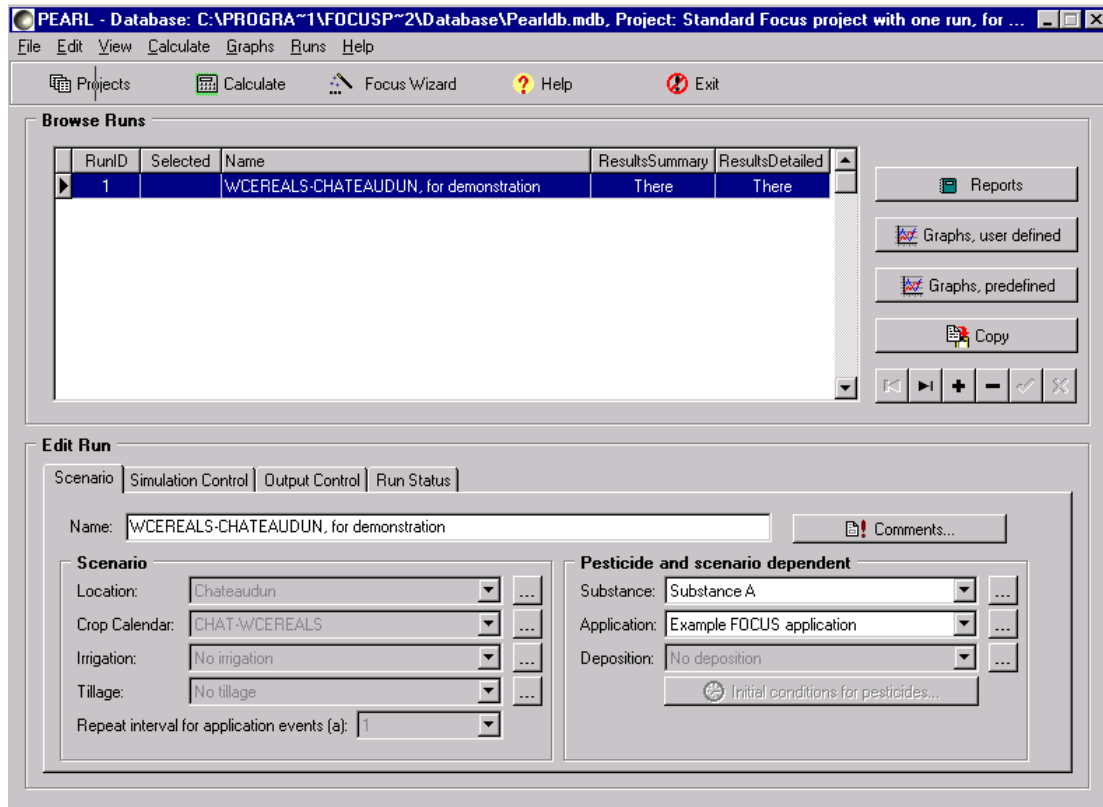 PEARL - Database: C:\PROGRA~1\FOCUSP~2\Database\Pearldb.mdb, Project: Standard Focus project with one run, for ...
File Edit View Calculate Graphs Runs Help
Projects Calculate Focus Wizard Help Exit
Browse Runs
RunID Selected Name ResultsSummary ResultsDetailed
1 WCEREALS-CHATEAUDUN, for demonstration There There
Reports
Graphs, user defined
Graphs, predefined
Copy
Edit Run
Scenario Simulation Control Output Control Run Status
Name: WCEREALS-CHATEAUDUN, for demonstration Comments...
Scenario Pesticide and scenario dependent
Location: Chateaudun ... Substance: Substance A ...
Crop Calendar: CHAT-WCEREALS ... Application: Example FOCUS application ...
Irrigation: No irrigation ... Deposition: No deposition ...
Tillage: No tillage ... Initial conditions for pesticides...
Repeat interval for application events (a): 1